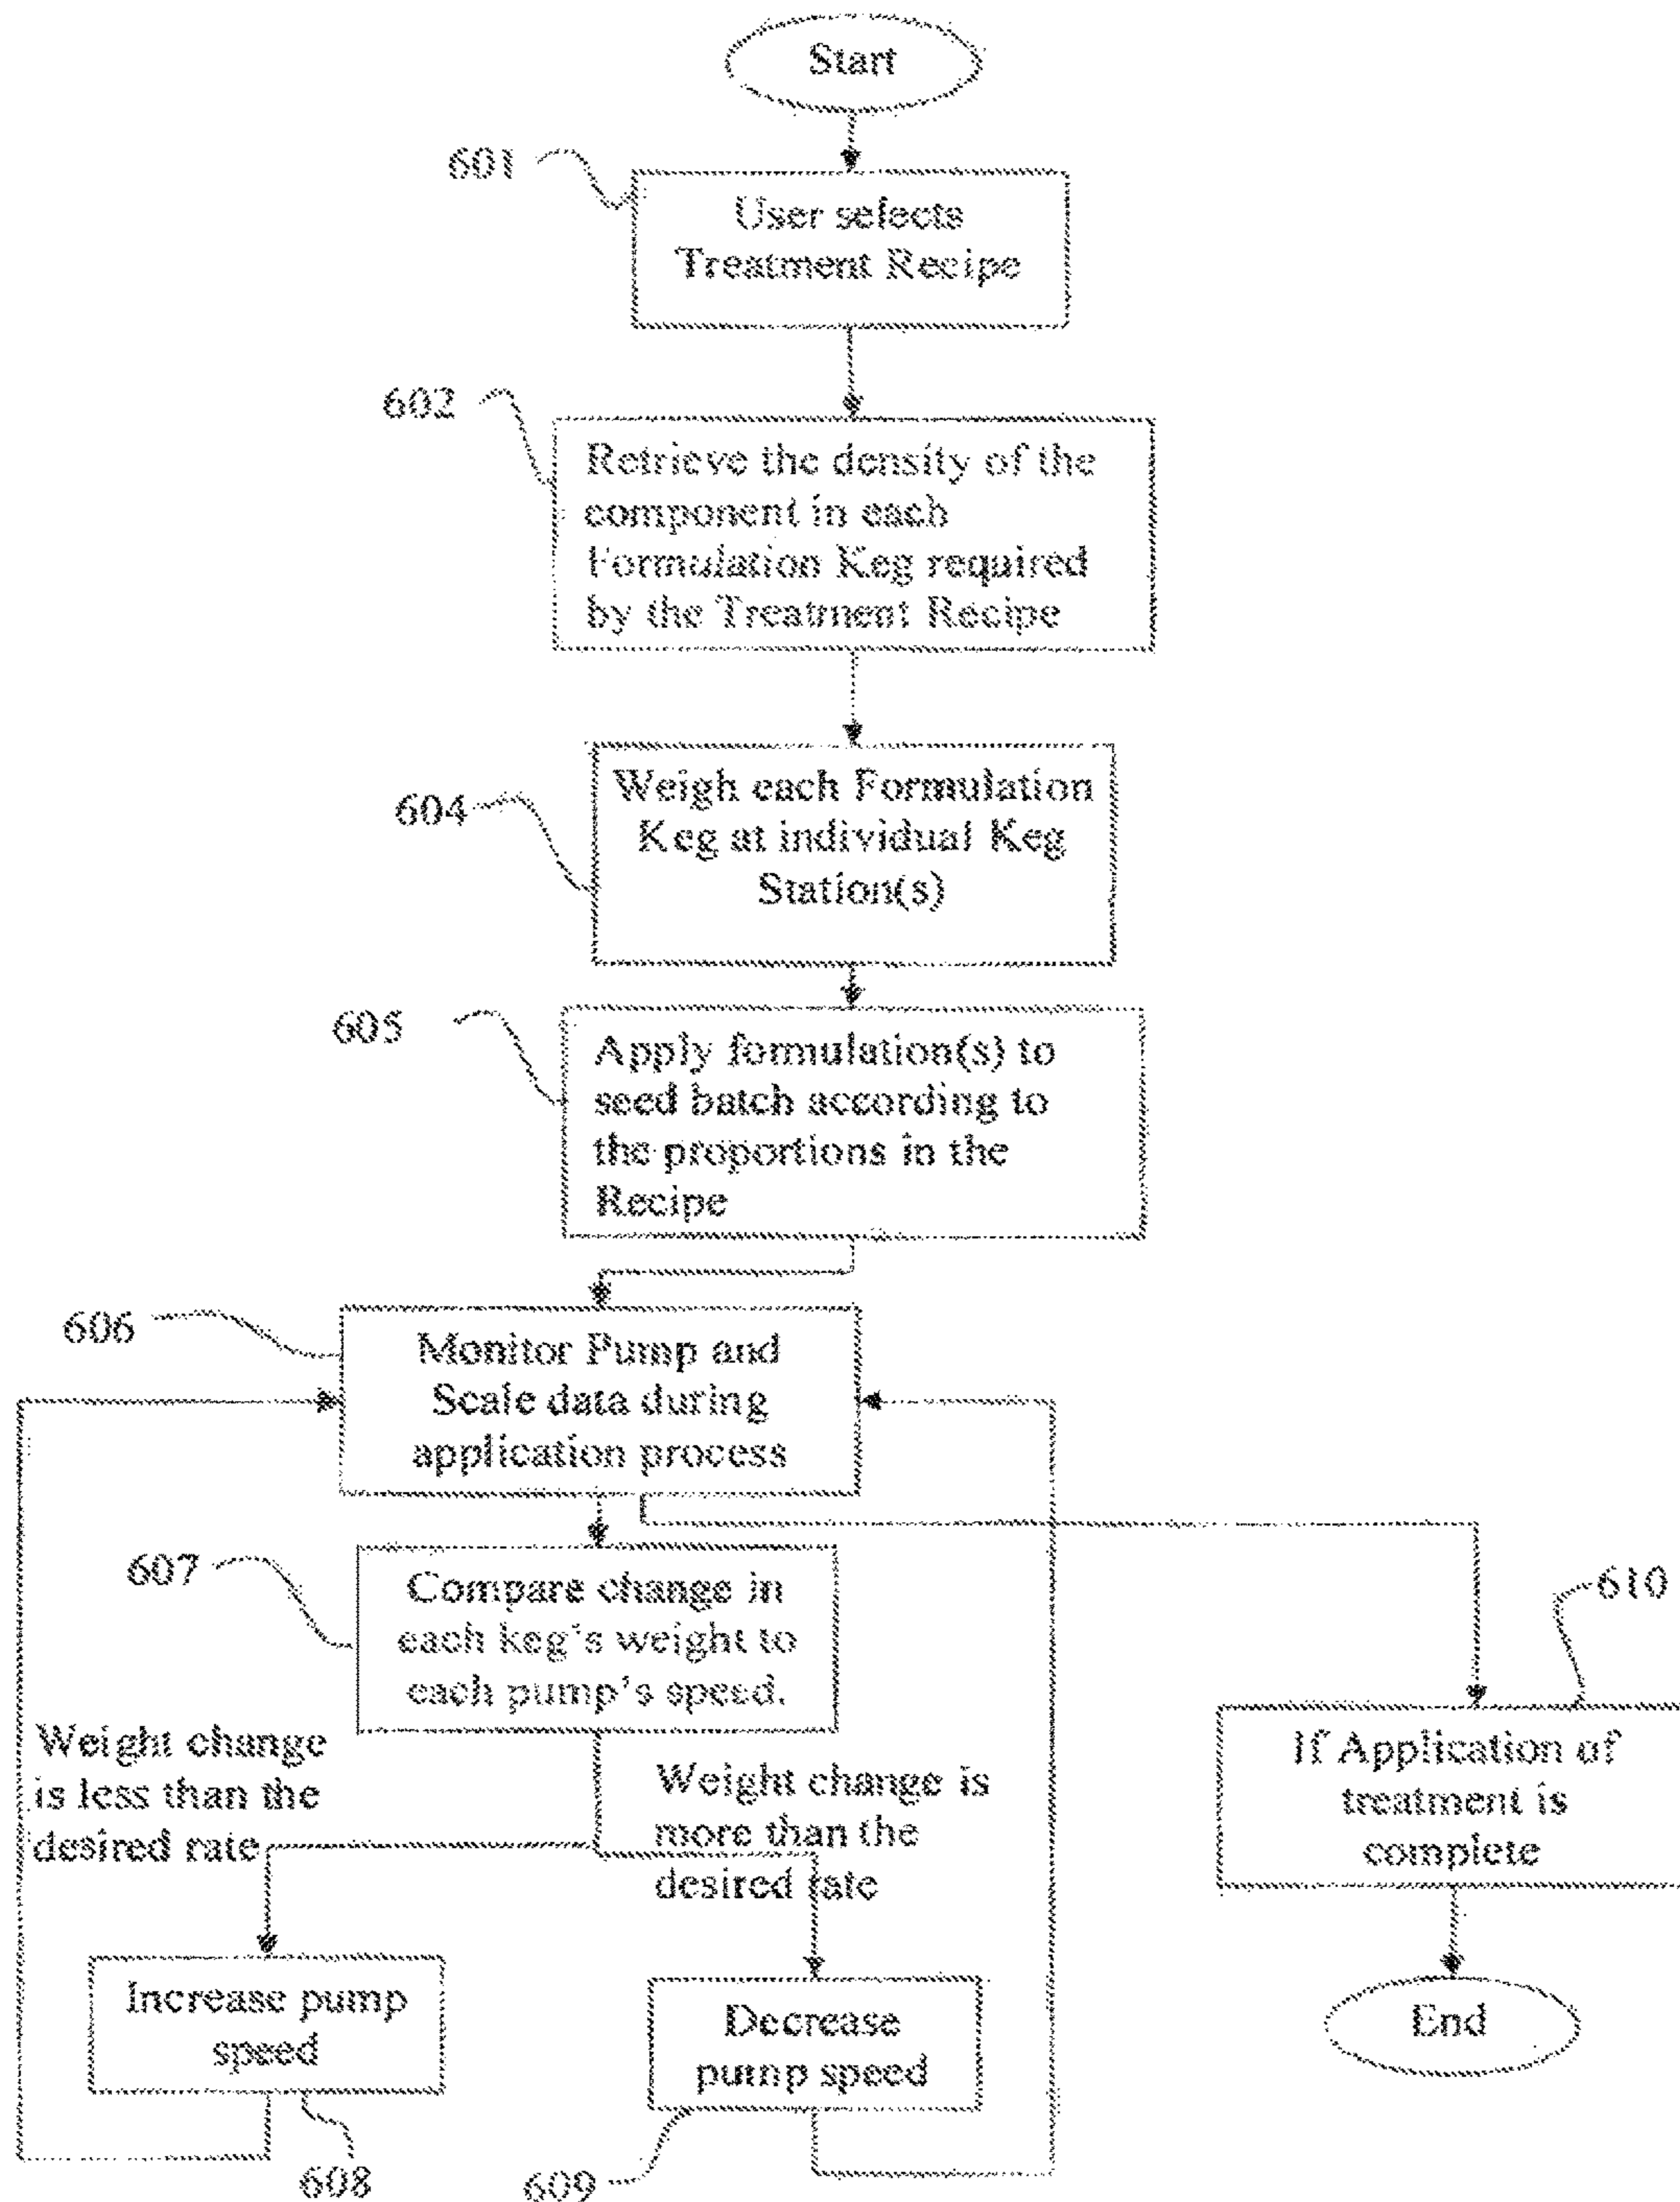 Start
601
User selects
Treatment Recipe
602
Retrieve the density of the
component in each
Formulation Keg required
by the Treatment Recipe
604
Weigh each Formulation
Keg at individual Keg
Station(s)
605
Apply formulation(s) to
seed batch according to
the proportions in the
Recipe
606
Monitor Pump and
Scale data during
application process
607
Compare change in
each keg's weight to
each pump's speed.
610
Weight change
is less than the
desired rate
Weight change is
more than the
desired rate
If Application of
treatment is
complete
Increase pump
speed
Decrease
pump speed
End
608
609